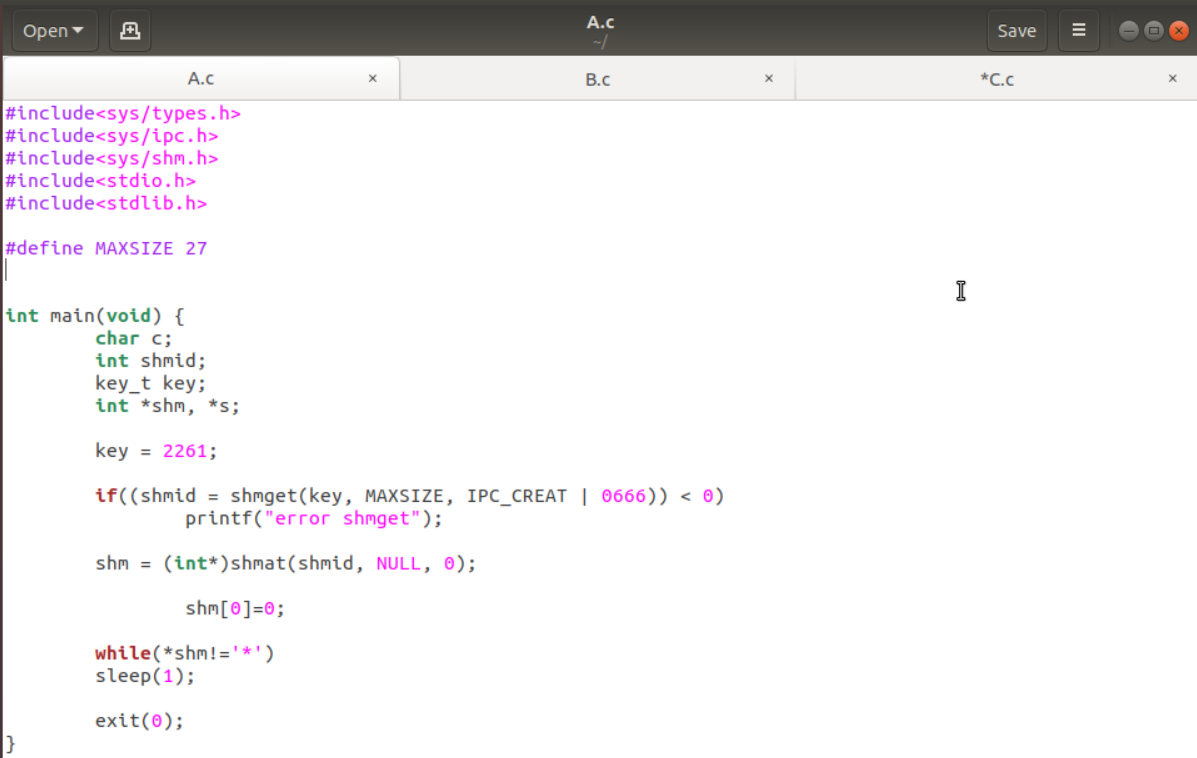 Open
A.c
~/
Save
A.c ×
B.c ×
*C.c ×
#include<sys/types.h>
#include<sys/ipc.h>
#include<sys/shm.h>
#include<stdio.h>
#include<stdlib.h>
#define MAXSIZE 27
int main(void) {
char c;
int shmid;
key_t key;
int *shm, *s;
key = 2261;
if((shmid = shmget(key, MAXSIZE, IPC_CREAT | 0666)) < 0)
printf("error shmget");
shm = (int*)shmat(shmid, NULL, 0);
shm[0]=0;
while(*shm!='*')
sleep(1);
exit(0);
}